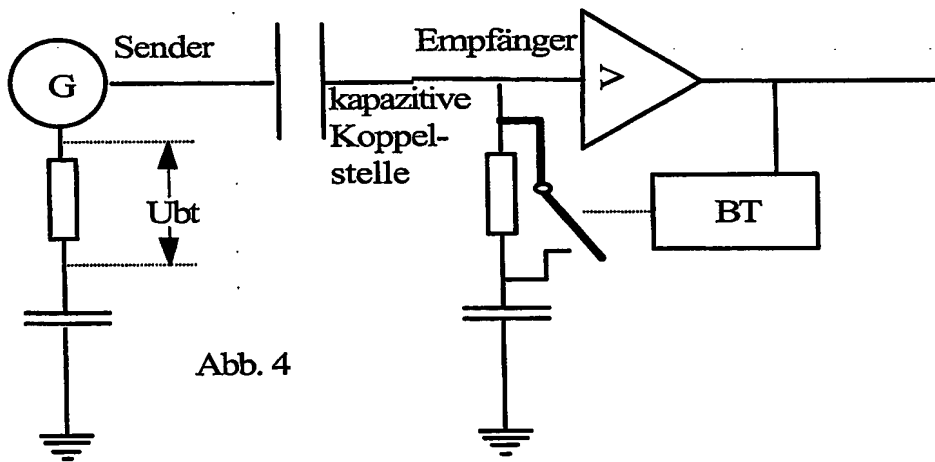 Sender
G
Ubt
Empfänger
kapazitive
Koppel-
stelle
V
BT
Abb. 4